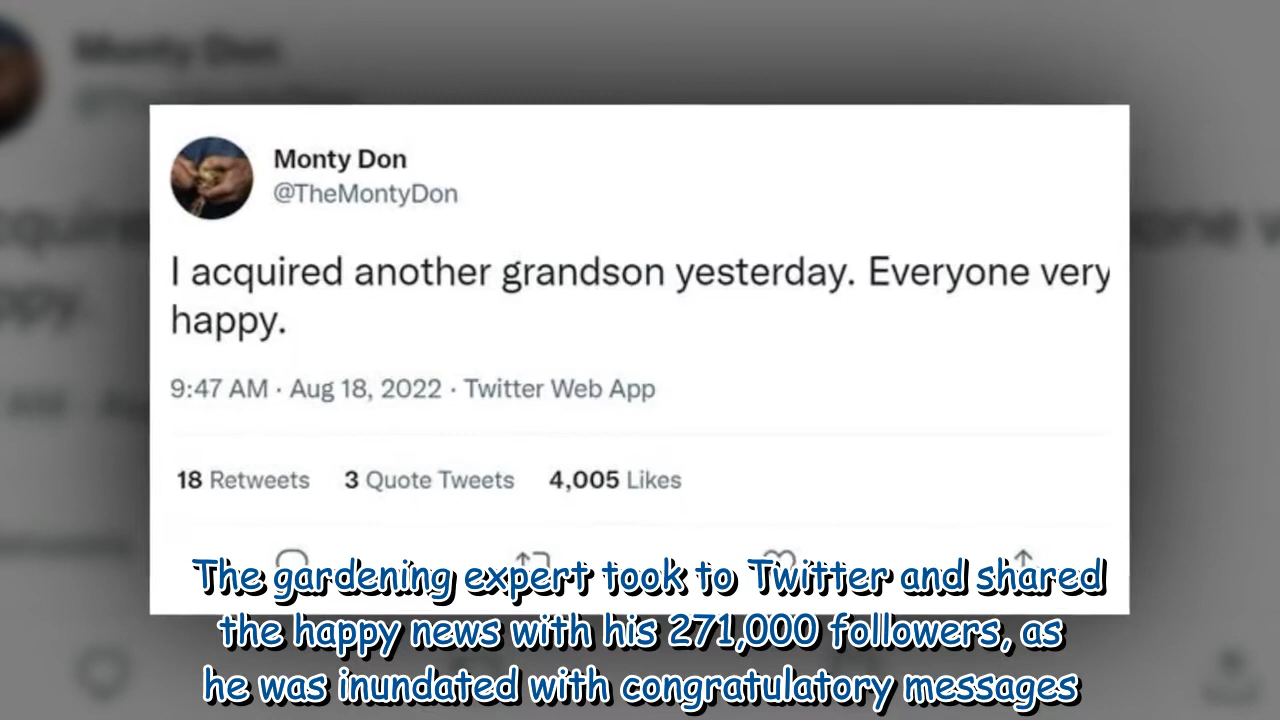 Monty Don
@TheMontyDon
I acquired another grandson yesterday. Everyone very
happy.
9:47 AM · Aug 18, 2022 · Twitter Web App
18 Retweets 3 Quote Tweets 4,005 Likes
The gardening expert took to Twitter and shared
the happy news with his 271,000 followers, as
he was inundated with congratulatory messages